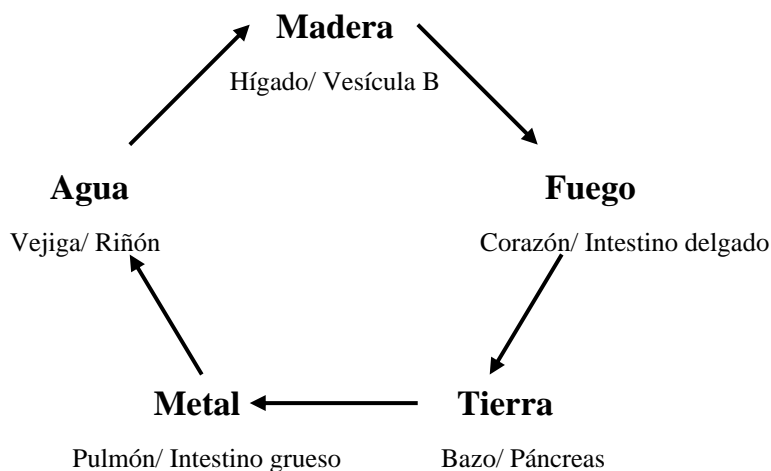 Madera
Hígado/ Vesícula B
Agua
Fuego
Vejiga/ Riñón
Corazón/ Intestino delgado
Metal
Tierra
Pulmón/ Intestino grueso
Bazo/ Páncreas